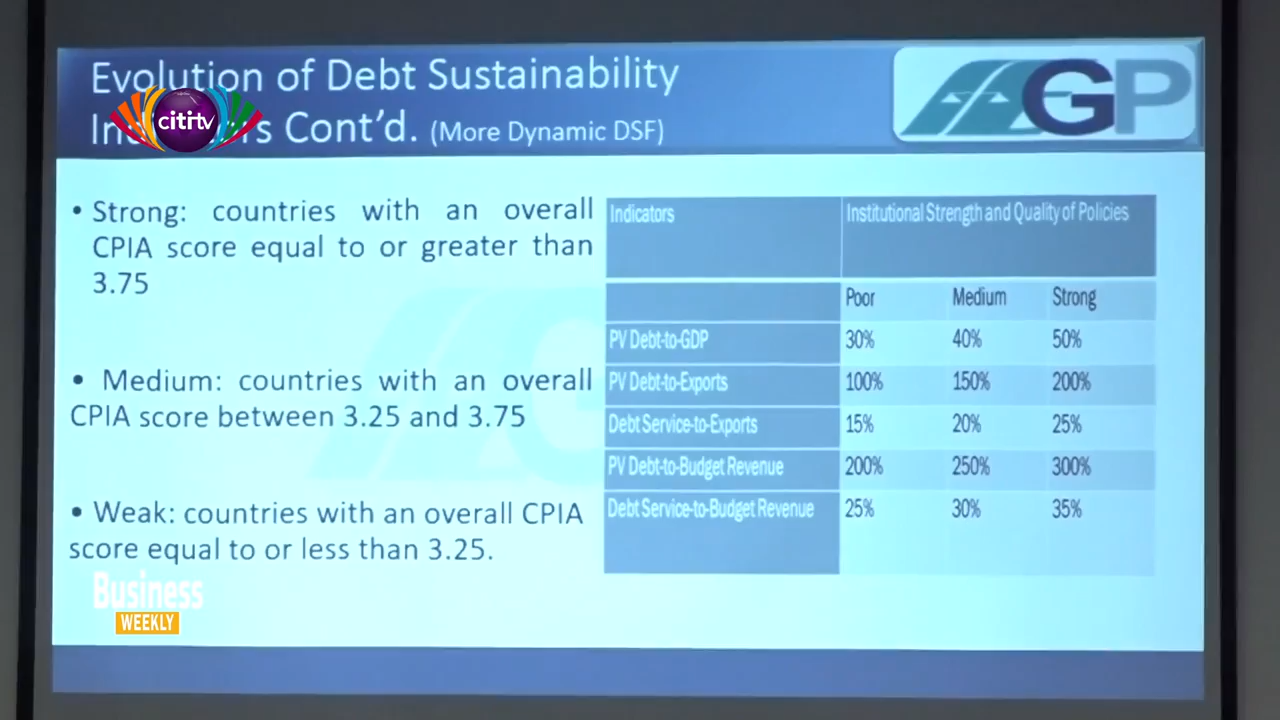 Evolution of Debt Sustainability
Cont'd. (More Dynamic DSF)
cititv
GP
• Strong: countries with an overall
CPIA score equal to or greater than
3.75
• Medium: countries with an overall
CPIA score between 3.25 and 3.75
• Weak: countries with an overall CPIA
score equal to or less than 3.25.
Indicators Institutional Strength and Quality of Policies
Poor Medium Strong
PV Debt-to-GDP 30% 40% 50%
PV Debt-to-Exports 100% 150% 200%
Debt Service-to-Exports 15% 20% 25%
PV Debt-to-Budget Revenue 200% 250% 300%
Debt Service-to-Budget Revenue 25% 30% 35%
Business
WEEKLY